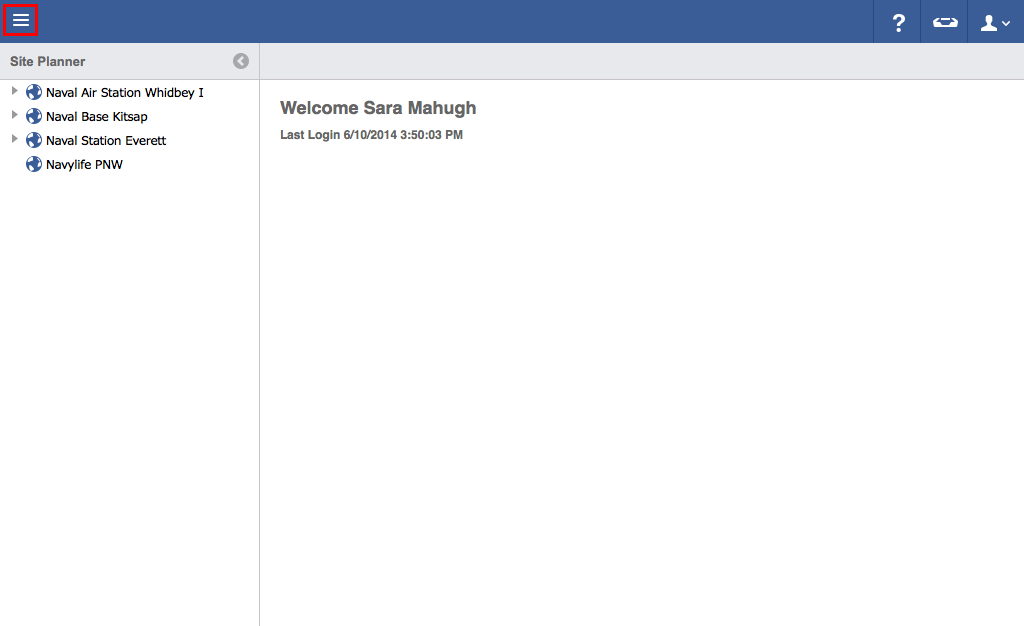 ?
Site Planner
Naval Air Station Whidbey I
Naval Base Kitsap
Naval Station Everett
Navylife PNW
Welcome Sara Mahugh
Last Login 6/10/2014 3:50:03 PM